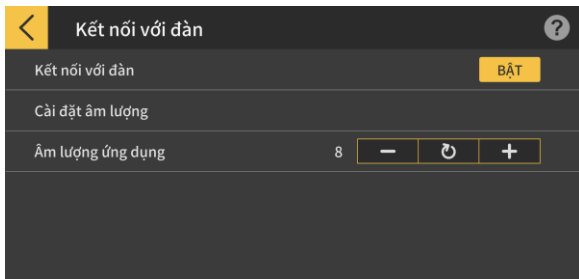 Kết nối với đàn
?
Kết nối với đàn BẬT
Cài đặt âm lượng
Âm lượng ứng dụng 8 − +